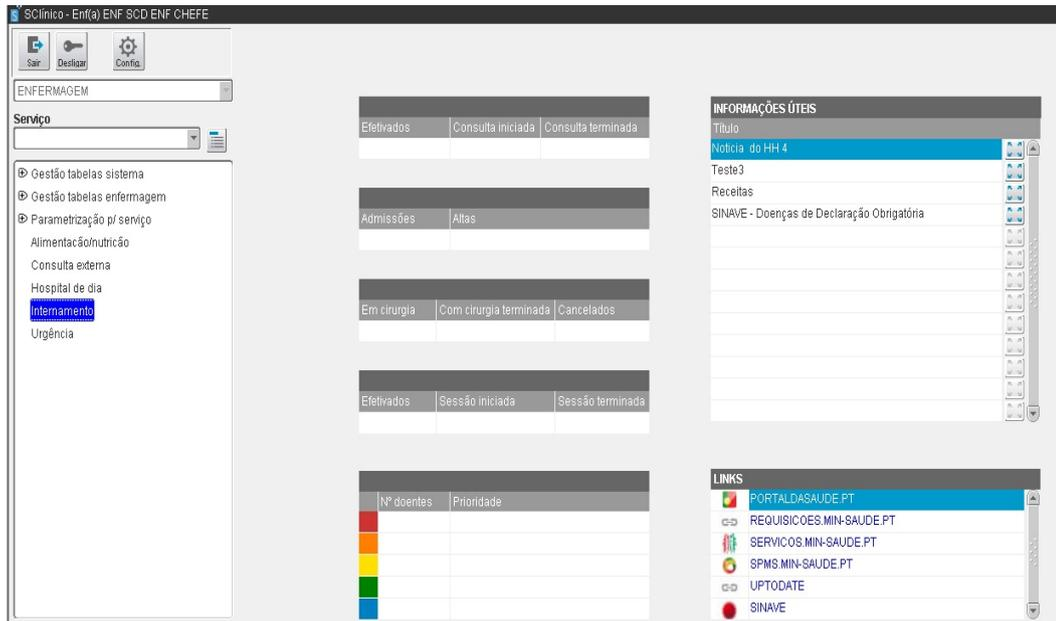 SClínico - Enf(a) ENF SCD ENF CHEFE
Sair Desligar Config.
ENFERMAGEM
Serviço
Gestão tabelas sistema
Gestão tabelas enfermagem
Parametrização p/ serviço
Alimentacão/nutricão
Consulta externa
Hospital de dia
Internamento
Urgência
Efetivados Consulta iniciada Consulta terminada
Admissões Altas
Em cirurgia Com cirurgia terminada Cancelados
Efetivados Sessão iniciada Sessão terminada
Nº doentes Prioridade
INFORMAÇÕES ÚTEIS
Título
Noticia do HH 4
Teste3
Receitas
SINAVE - Doenças de Declaração Obrigatória
LINKS
PORTALDASAUDE.PT
REQUISICOES.MIN-SAUDE.PT
SERVICOS.MIN-SAUDE.PT
SPMS.MIN-SAUDE.PT
UPTODATE
SINAVE